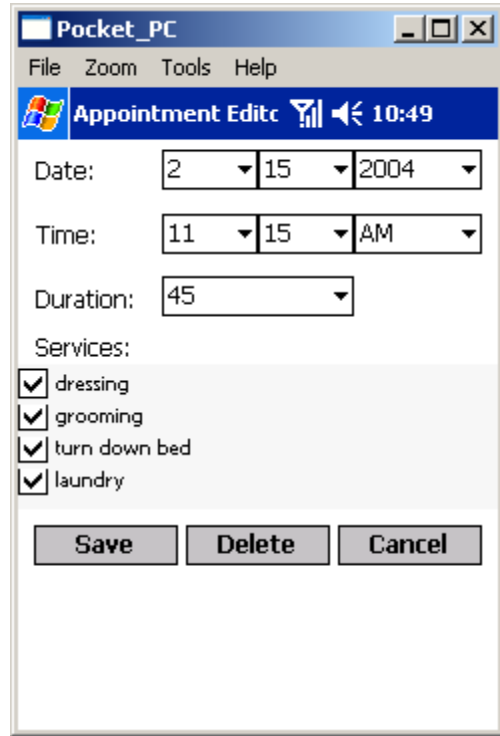 Pocket_PC
File Zoom Tools Help
Appointment Editc 10:49
Date: 2 15 2004
Time: 11 15 AM
Duration: 45
Services:
dressing
grooming
turn down bed
laundry
Save Delete Cancel